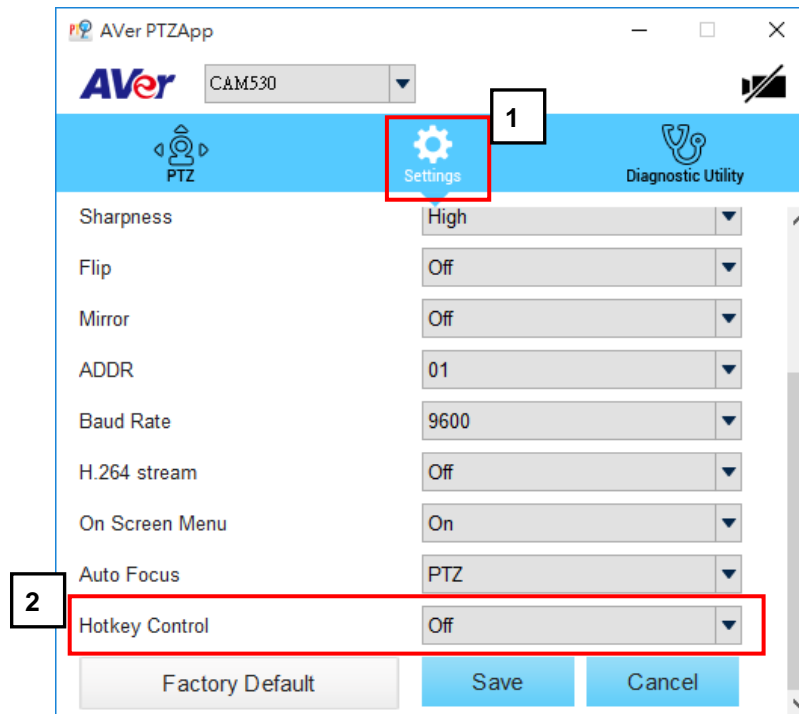 AVer PTZApp
AVer CAM530
1
PTZ Settings Diagnostic Utility
Sharpness High
Flip Off
Mirror Off
ADDR 01
Baud Rate 9600
H.264 stream Off
On Screen Menu On
Auto Focus PTZ
2
Hotkey Control Off
Factory Default Save Cancel